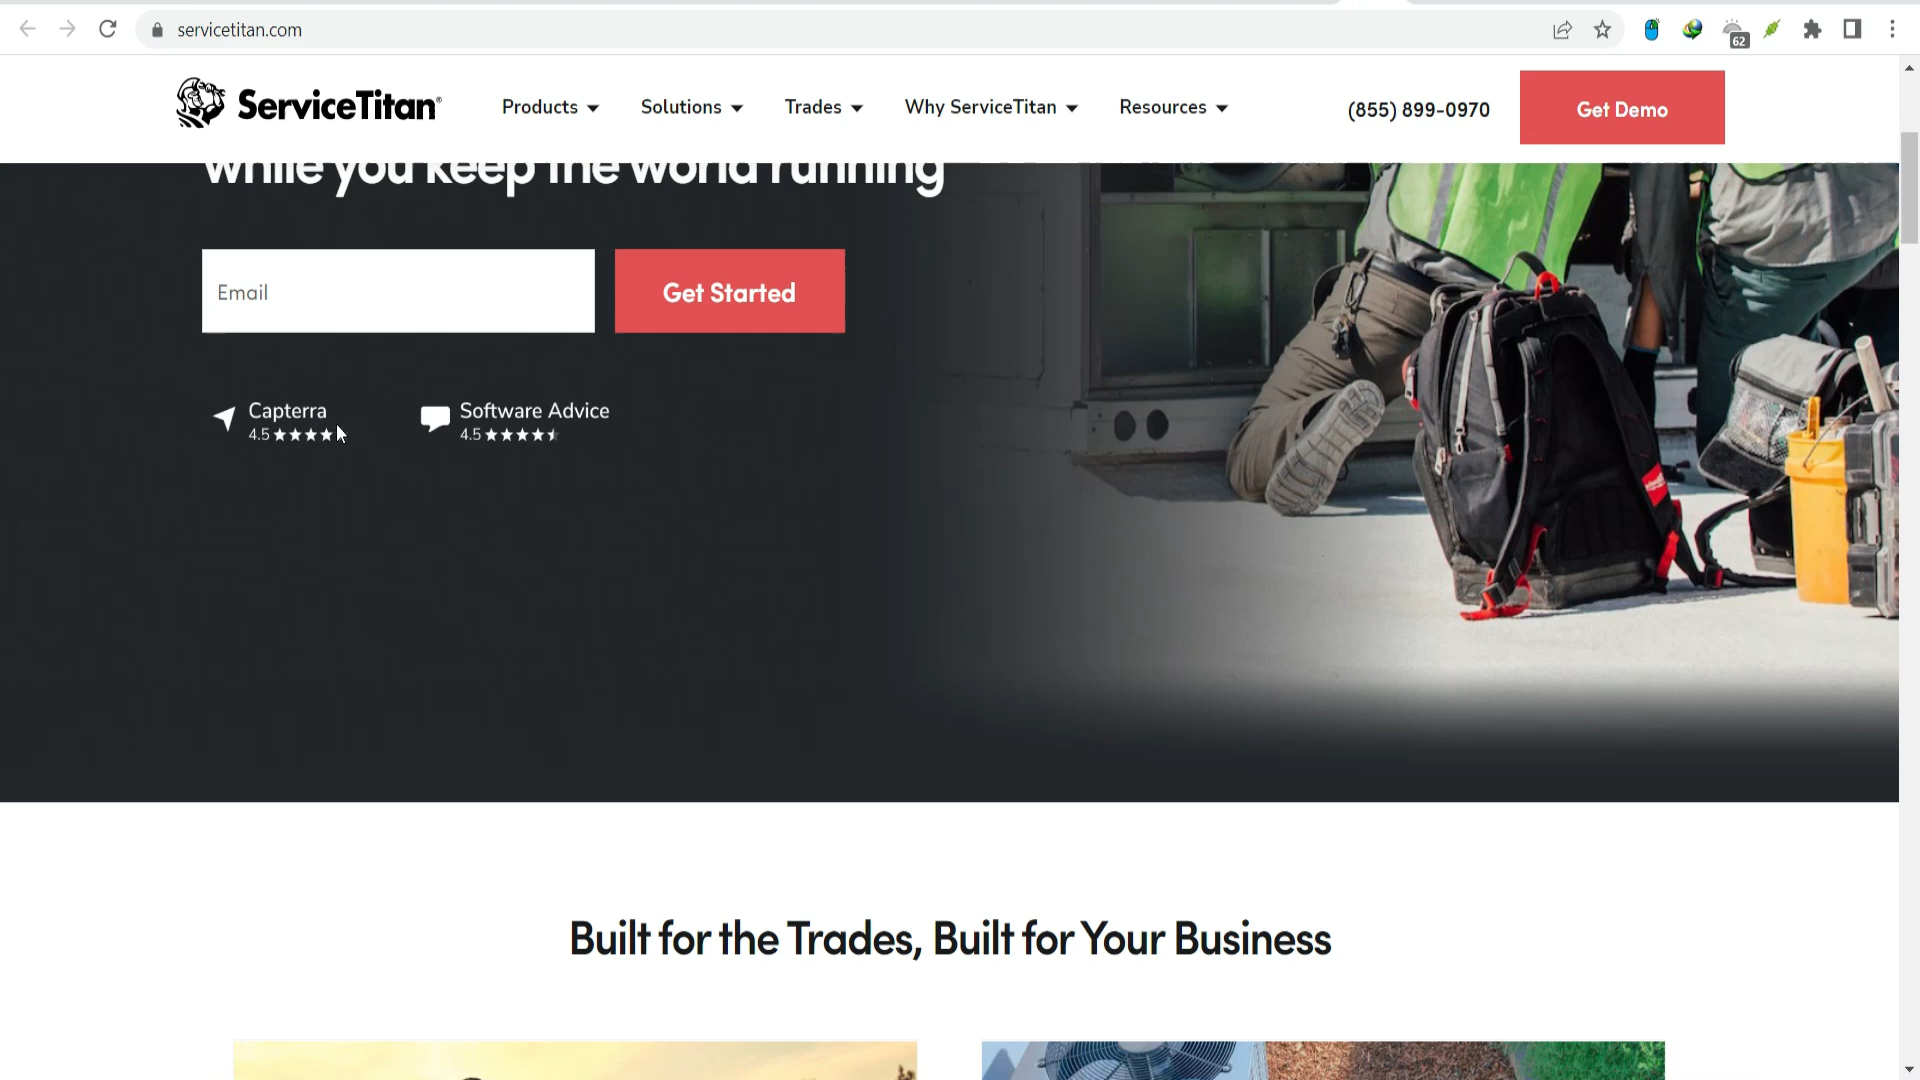 servicetitan.com
62
ServiceTitan®
Products
Solutions
Trades
Why ServiceTitan
Resources
(855) 899-0970
Get Demo
while you keep the world running
Email
Get Started
Capterra
4.5
Software Advice
4.5
Built for the Trades, Built for Your Business